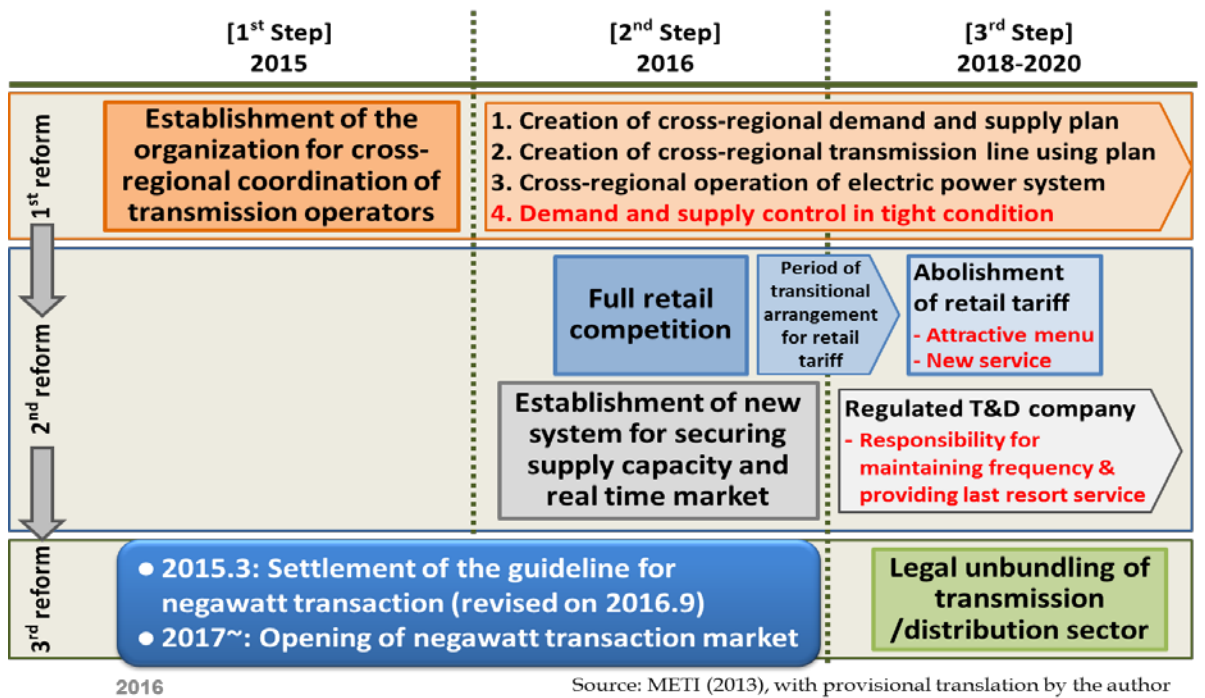 [1st Step]
2015
[2nd Step]
2016
[3rd Step]
2018-2020
1st reform
Establishment of the
organization for cross-
regional coordination of
transmission operators
1. Creation of cross-regional demand and supply plan
2. Creation of cross-regional transmission line using plan
3. Cross-regional operation of electric power system
4. Demand and supply control in tight condition
2nd reform
Full retail
competition
Period of
transitional
arrangement
for retail
tariff
Abolishment
of retail tariff
- Attractive menu
- New service
Establishment of new
system for securing
supply capacity and
real time market
Regulated T&D company
- Responsibility for
maintaining frequency &
providing last resort service
3rd reform
● 2015.3: Settlement of the guideline for
negawatt transaction (revised on 2016.9)
● 2017~: Opening of negawatt transaction market
Legal unbundling of
transmission
/distribution sector
2016
Source: METI (2013), with provisional translation by the author